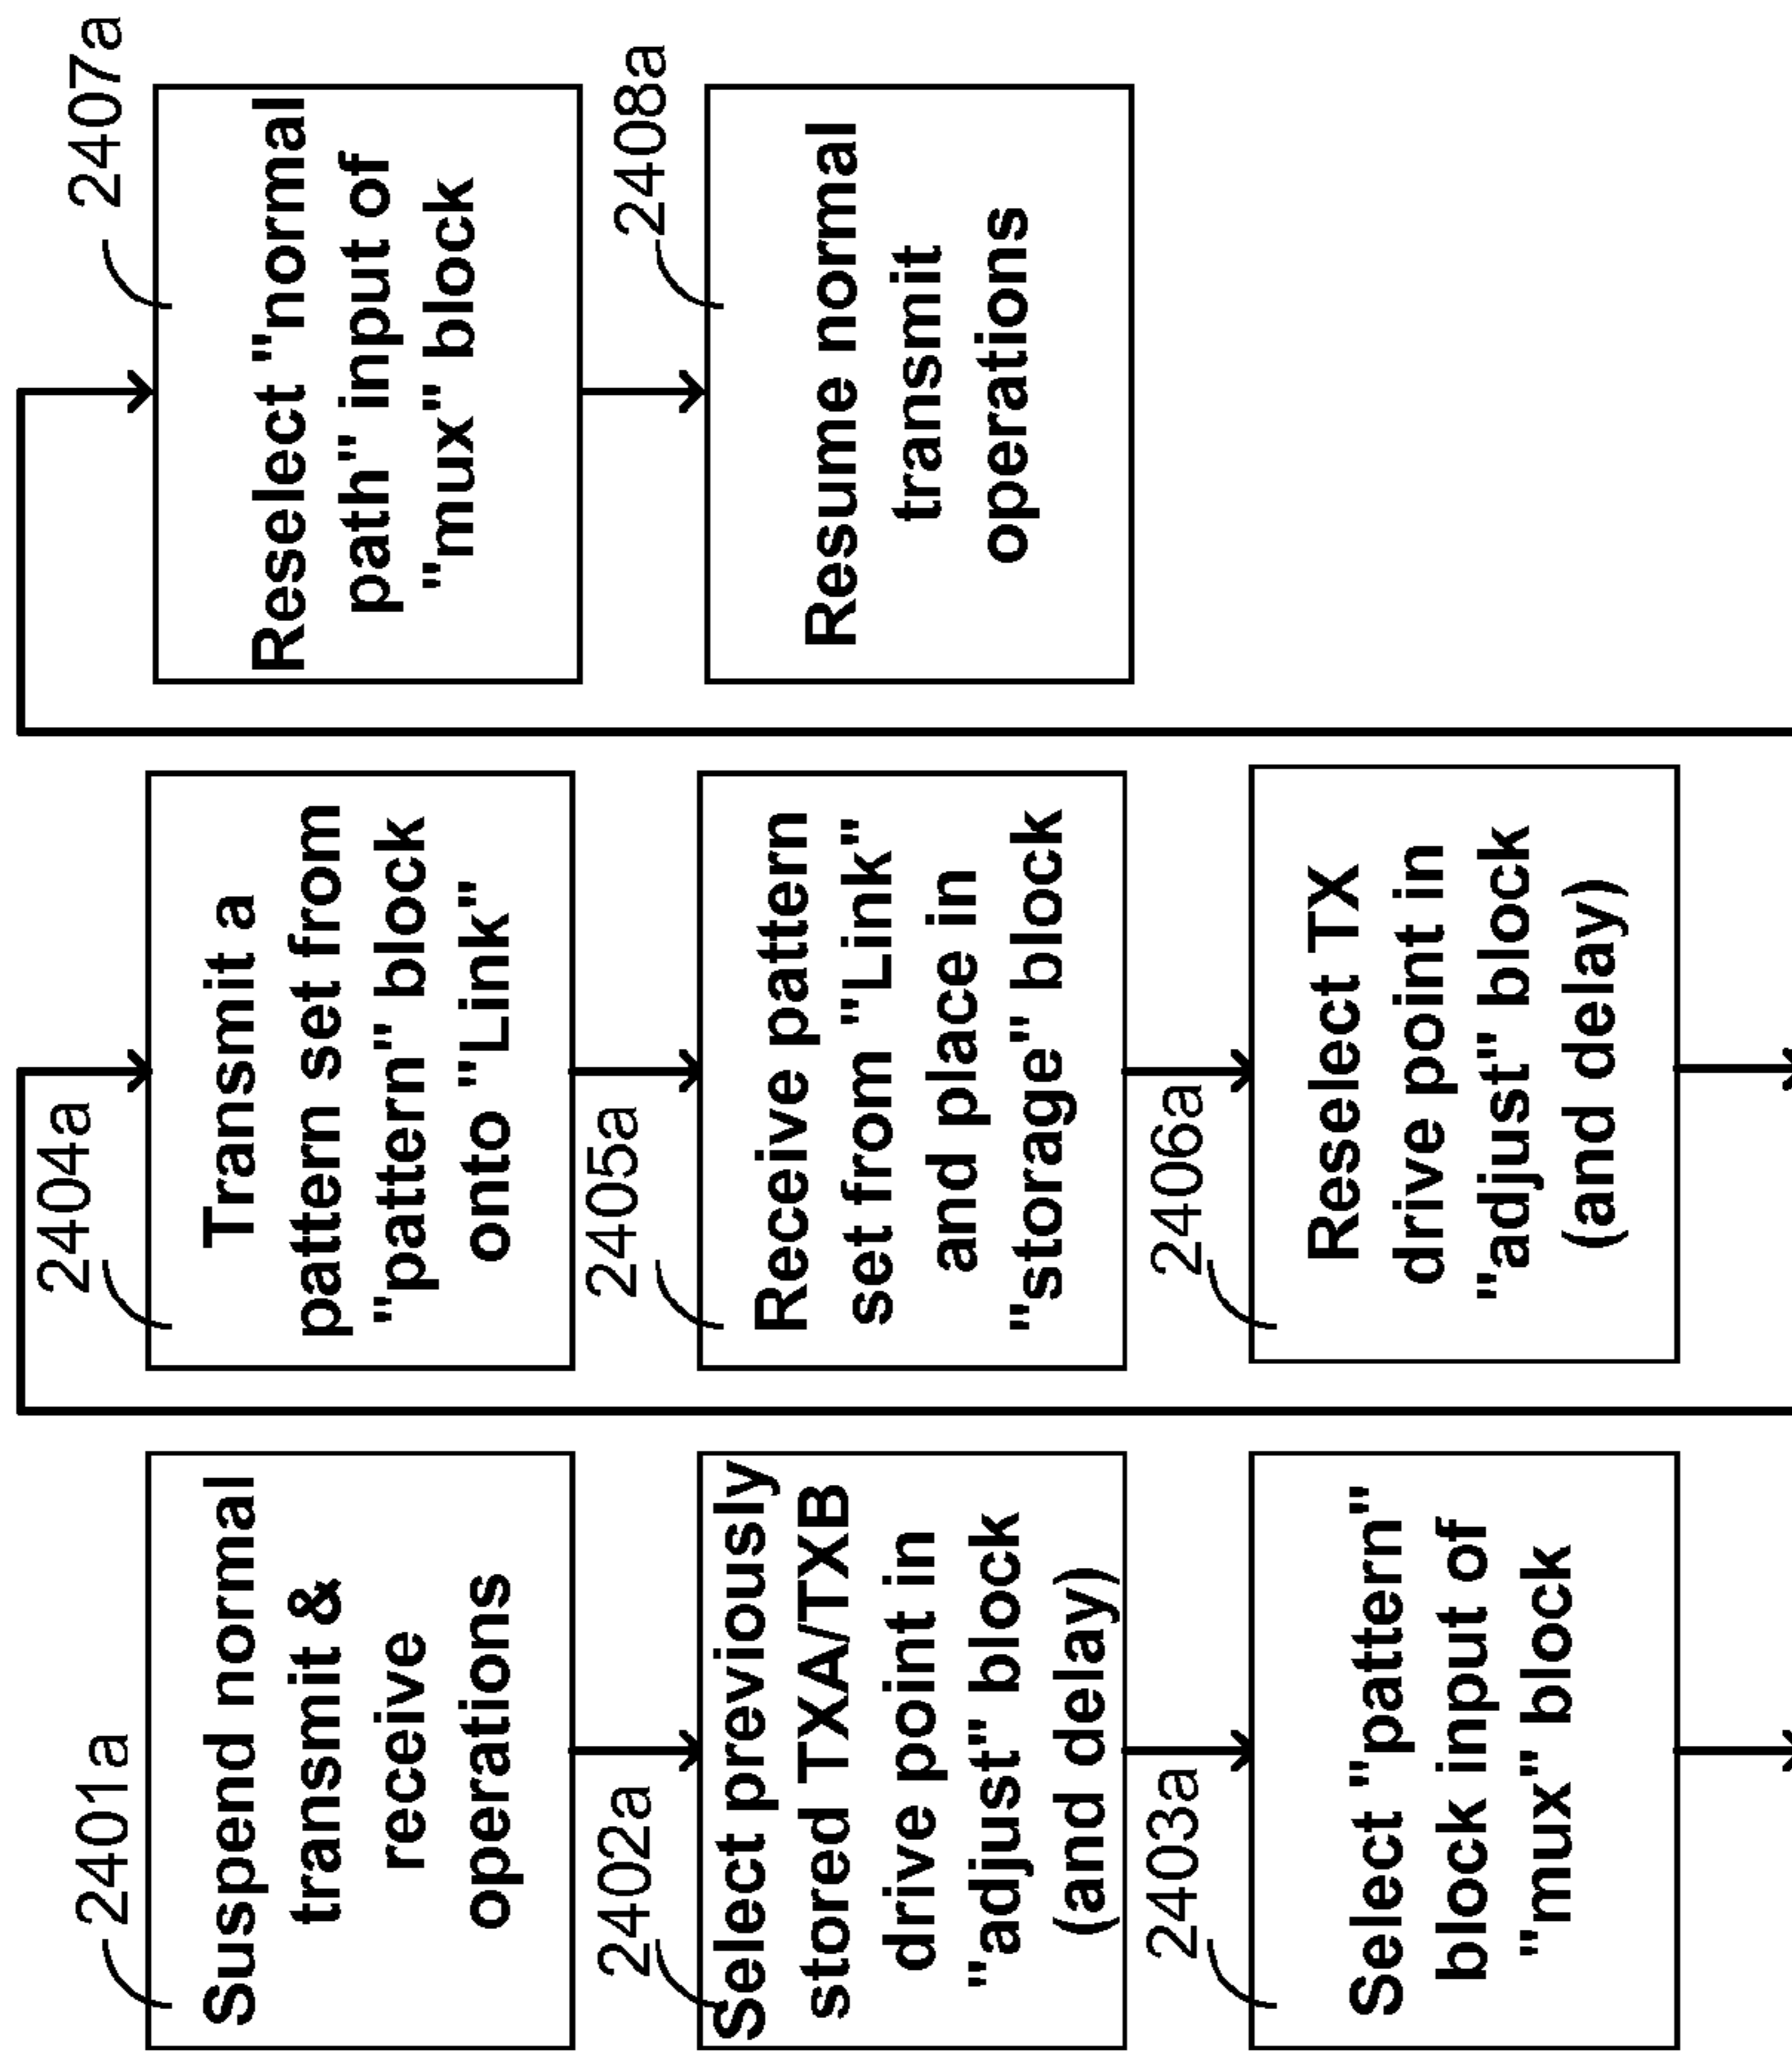 2401a
Suspend normal
transmit &
receive
operations
2402a
Select previously
stored TXA/TXB
drive point in
"adjust" block
(and delay)
2403a
Select "pattern"
block input of
"mux" block
2404a
Transmit a
pattern set from
"pattern" block
onto "Link"
2405a
Receive pattern
set from "Link"
and place in
"storage" block
2406a
Reselect TX
drive point in
"adjust" block
(and delay)
2407a
Reselect "normal
path" input of
"mux" block
2408a
Resume normal
transmit
operations